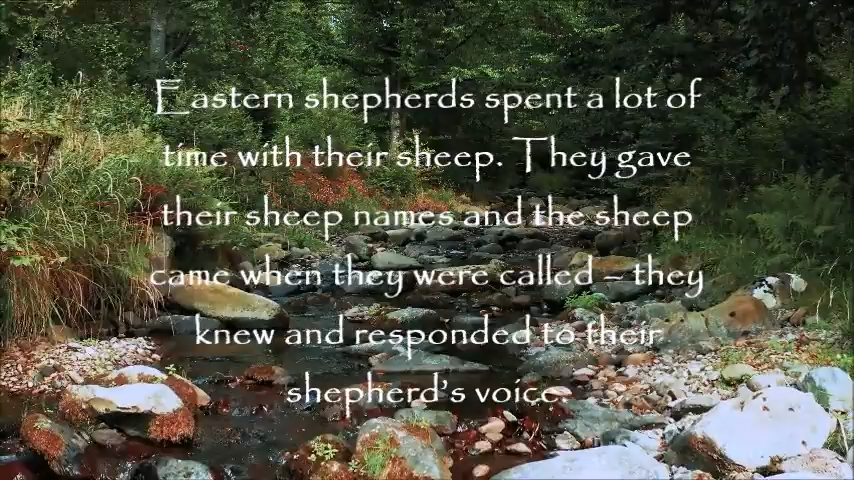 Eastern shepherds spent a lot of
time with their sheep. They gave
their sheep names and the sheep
came when they were called – they
knew and responded to their
shepherd's voice.